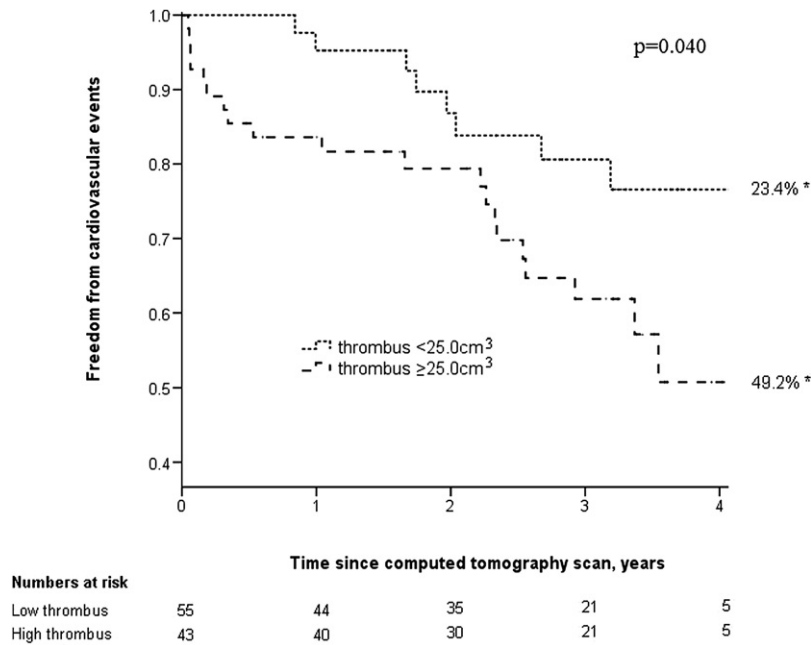 1.0
0.9
0.8
0.7
0.6
0.5
0.4
Freedom from cardiovascular events
p=0.040
23.4% *
49.2% *
thrombus <25.0cm³
thrombus ≥25.0cm³
0 1 2 3 4
Time since computed tomography scan, years
Numbers at risk
Low thrombus 55 44 35 21 5
High thrombus 43 40 30 21 5